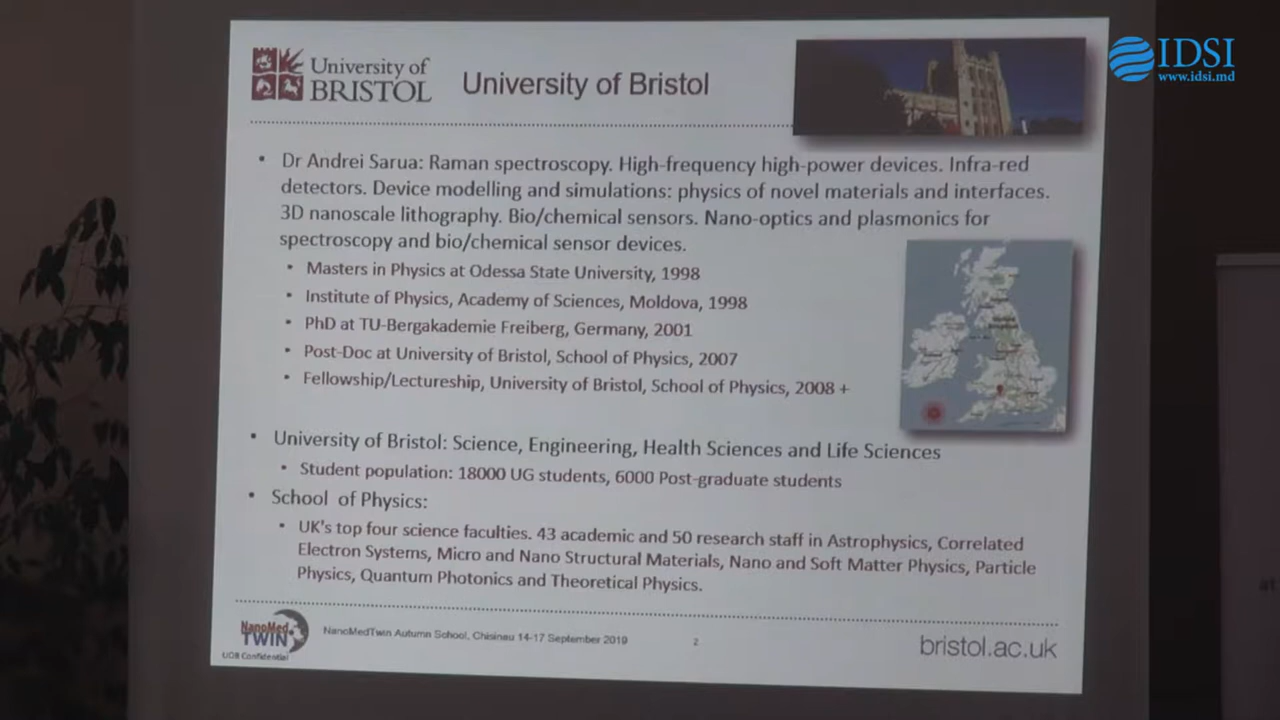 IDSI
www.idsi.md
University of
BRISTOL
University of Bristol
• Dr Andrei Sarua: Raman spectroscopy. High-frequency high-power devices. Infra-red
detectors. Device modelling and simulations: physics of novel materials and interfaces.
3D nanoscale lithography. Bio/chemical sensors. Nano-optics and plasmonics for
spectroscopy and bio/chemical sensor devices.
• Masters in Physics at Odessa State University, 1998
• Institute of Physics, Academy of Sciences, Moldova, 1998
• PhD at TU-Bergakademie Freiberg, Germany, 2001
• Post-Doc at University of Bristol, School of Physics, 2007
• Fellowship/Lectureship, University of Bristol, School of Physics, 2008 +
• University of Bristol: Science, Engineering, Health Sciences and Life Sciences
• Student population: 18000 UG students, 6000 Post-graduate students
• School of Physics:
• UK's top four science faculties. 43 academic and 50 research staff in Astrophysics, Correlated
Electron Systems, Micro and Nano Structural Materials, Nano and Soft Matter Physics, Particle
Physics, Quantum Photonics and Theoretical Physics.
NanoMed
TWIN
UOB Confidential
NanoMedTwin Autumn School, Chisinau 14-17 September 2019
2
bristol.ac.uk